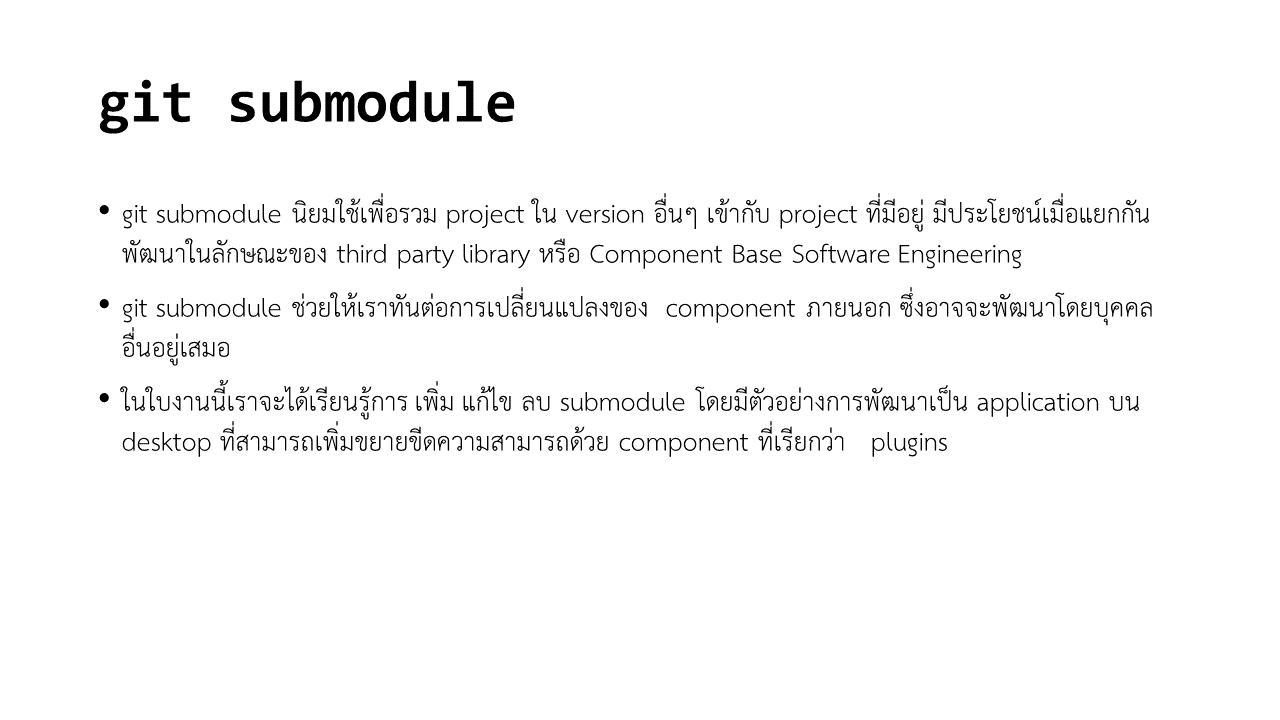 git submodule
• git submodule นิยมใช้เพื่อรวม project ใน version อื่นๆ เข้ากับ project ที่มีอยู่ มีประโยชน์เมื่อแยกกัน
พัฒนาในลักษณะของ third party library หรือ Component Base Software Engineering
• git submodule ช่วยให้เราทันต่อการเปลี่ยนแปลงของ component ภายนอก ซึ่งอาจจะพัฒนาโดยบุคคล
อื่นอยู่เสมอ
• ในใบงานนี้เราจะได้เรียนรู้การ เพิ่ม แก้ไข ลบ submodule โดยมีตัวอย่างการพัฒนาเป็น application บน
desktop ที่สามารถเพิ่มขยายขีดความสามารถด้วย component ที่เรียกว่า plugins